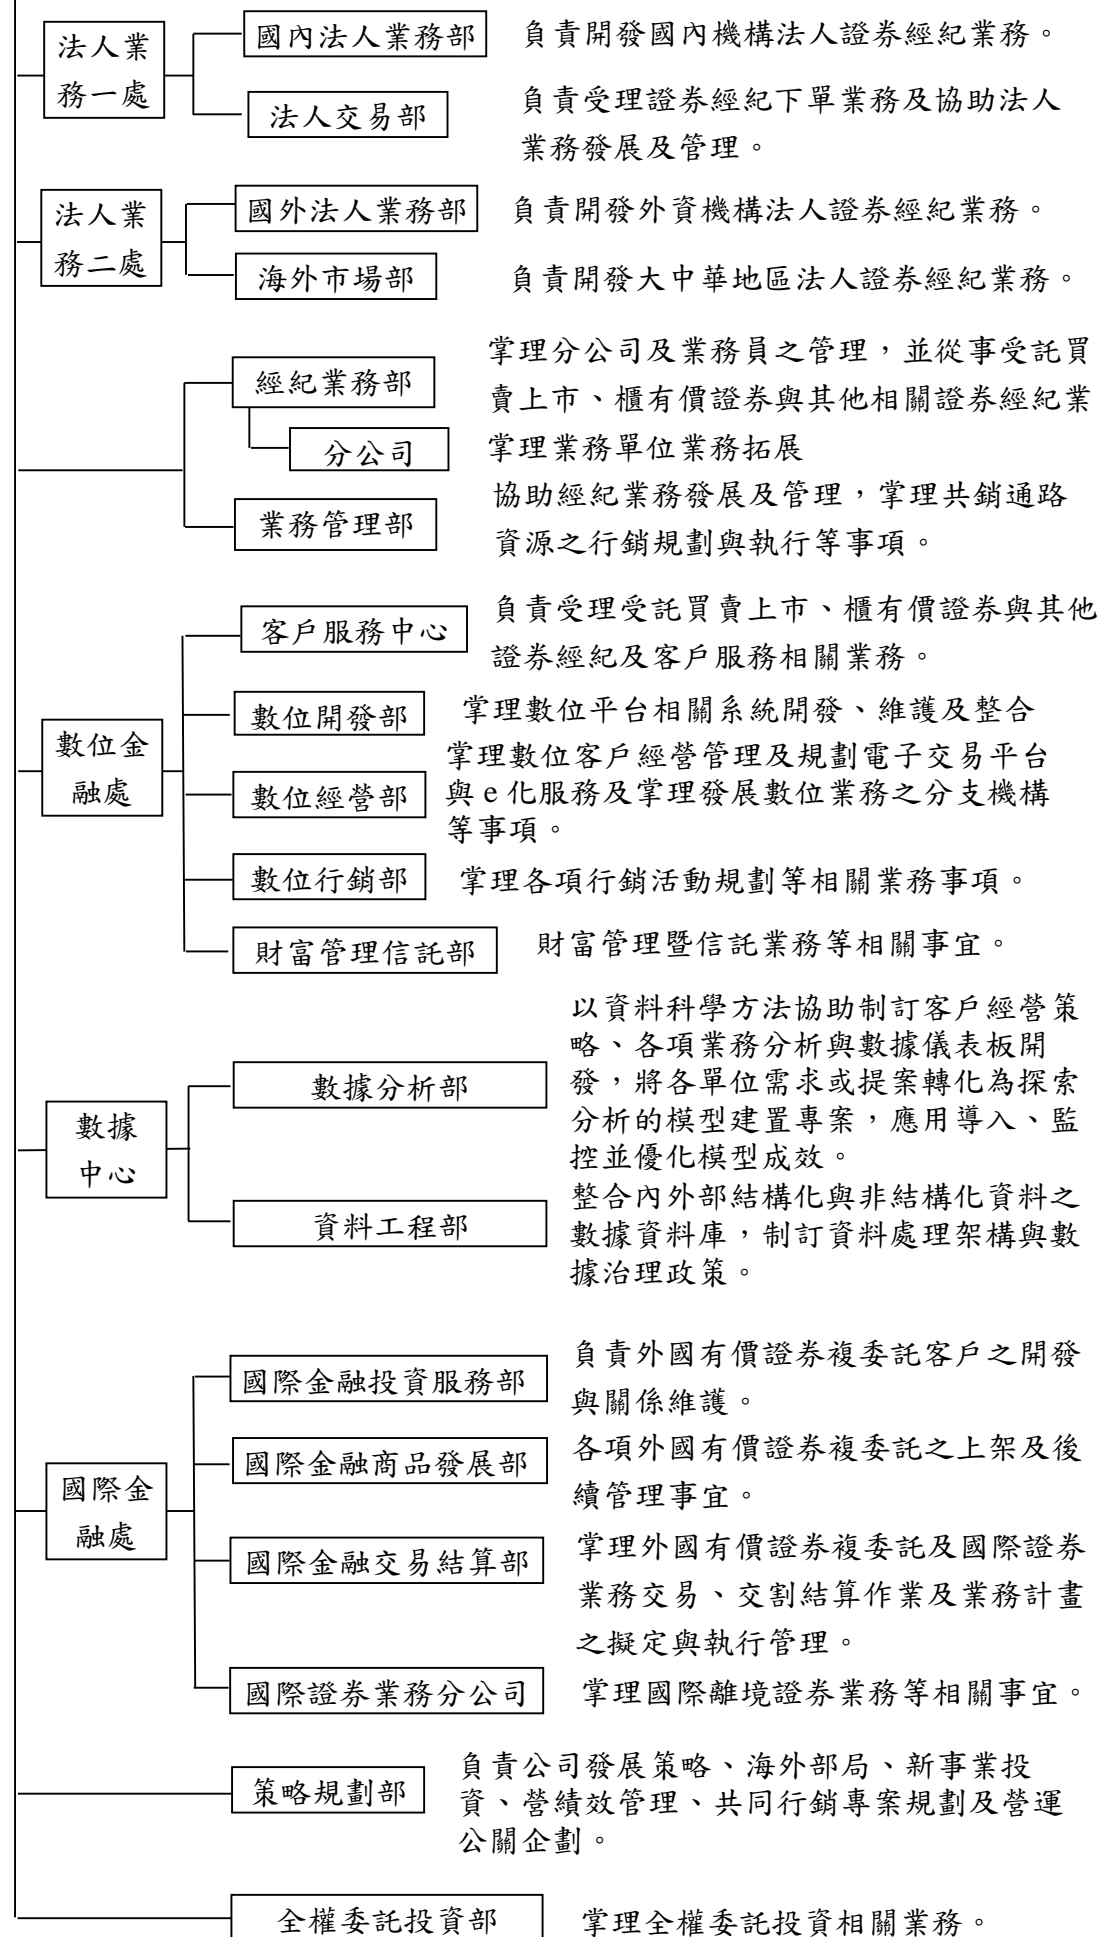 法人業
務一處
國內法人業務部
負責開發國內機構法人證券經紀業務。
法人交易部
負責受理證券經紀下單業務及協助法人
業務發展及管理。
法人業
務二處
國外法人業務部
負責開發外資機構法人證券經紀業務。
海外市場部
負責開發大中華地區法人證券經紀業務。
經紀業務部
掌理分公司及業務員之管理,並從事受託買
賣上市、櫃有價證券與其他相關證券經紀業
分公司
掌理業務單位業務拓展
業務管理部
協助經紀業務發展及管理,掌理共銷通路
資源之行銷規劃與執行等事項。
數位金
融處
客戶服務中心
負責受理受託買賣上市、櫃有價證券與其他
證券經紀及客戶服務相關業務。
數位開發部
掌理數位平台相關系統開發、維護及整合
數位經營部
掌理數位客戶經營管理及規劃電子交易平台
與 e 化服務及掌理發展數位業務之分支機構
等事項。
數位行銷部
掌理各項行銷活動規劃等相關業務事項。
財富管理信託部
財富管理暨信託業務等相關事宜。
數據
中心
數據分析部
以資料科學方法協助制訂客戶經營策
略、各項業務分析與數據儀表板開
發,將各單位需求或提案轉化為探索
分析的模型建置專案,應用導入、監
控並優化模型成效。
資料工程部
整合內外部結構化與非結構化資料之
數據資料庫,制訂資料處理架構與數
據治理政策。
國際金
融處
國際金融投資服務部
負責外國有價證券複委託客戶之開發
與關係維護。
國際金融商品發展部
各項外國有價證券複委託之上架及後
續管理事宜。
國際金融交易結算部
掌理外國有價證券複委託及國際證券
業務交易、交割結算作業及業務計畫
之擬定與執行管理。
國際證券業務分公司
掌理國際離境證券業務等相關事宜。
策略規劃部
負責公司發展策略、海外部局、新事業投
資、營績效管理、共同行銷專案規劃及營運
公關企劃。
全權委託投資部
掌理全權委託投資相關業務。